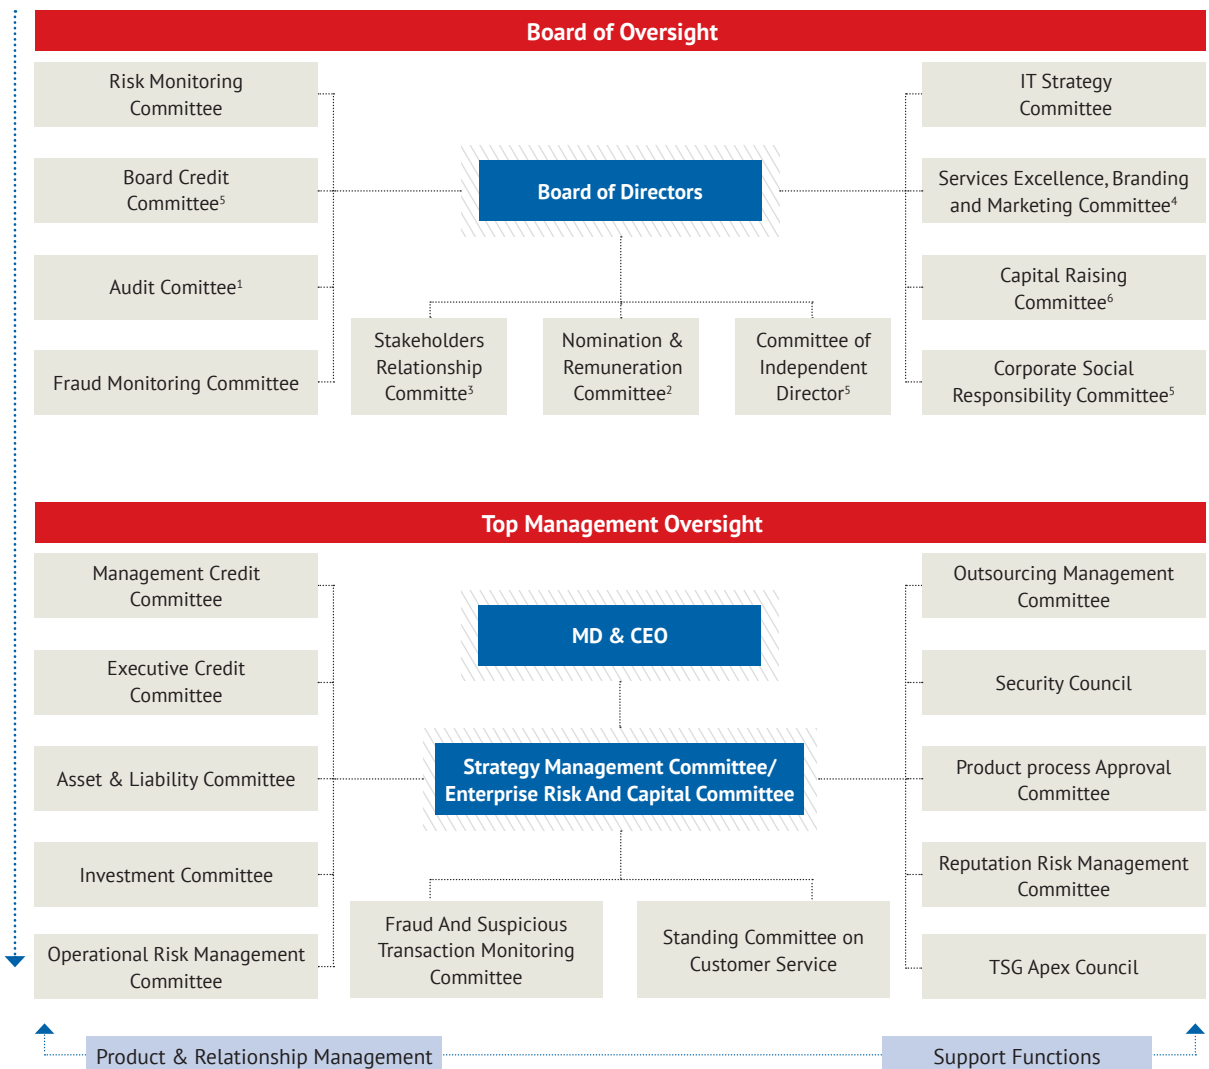 Board of Oversight
Risk Monitoring
Committee
Board Credit
Committee⁵
Audit Comittee¹
Fraud Monitoring Committee
Board of Directors
Stakeholders
Relationship
Committe³
Nomination &
Remuneration
Committee²
Committee of
Independent
Director⁵
IT Strategy
Committee
Services Excellence, Branding
and Marketing Committee⁴
Capital Raising
Committee⁶
Corporate Social
Responsibility Committee⁵
Top Management Oversight
Management Credit
Committee
Executive Credit
Committee
Asset & Liability Committee
Investment Committee
Operational Risk Management
Committee
MD & CEO
Strategy Management Committee/
Enterprise Risk And Capital Committee
Fraud And Suspicious
Transaction Monitoring
Committee
Standing Committee on
Customer Service
Outsourcing Management
Committee
Security Council
Product process Approval
Committee
Reputation Risk Management
Committee
TSG Apex Council
Product & Relationship Management
Support Functions